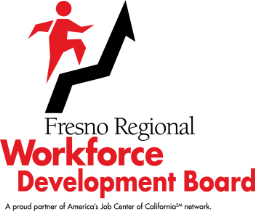 Fresno Regional
Workforce
Development Board
A proud partner of America's Job Center of California℠ network.